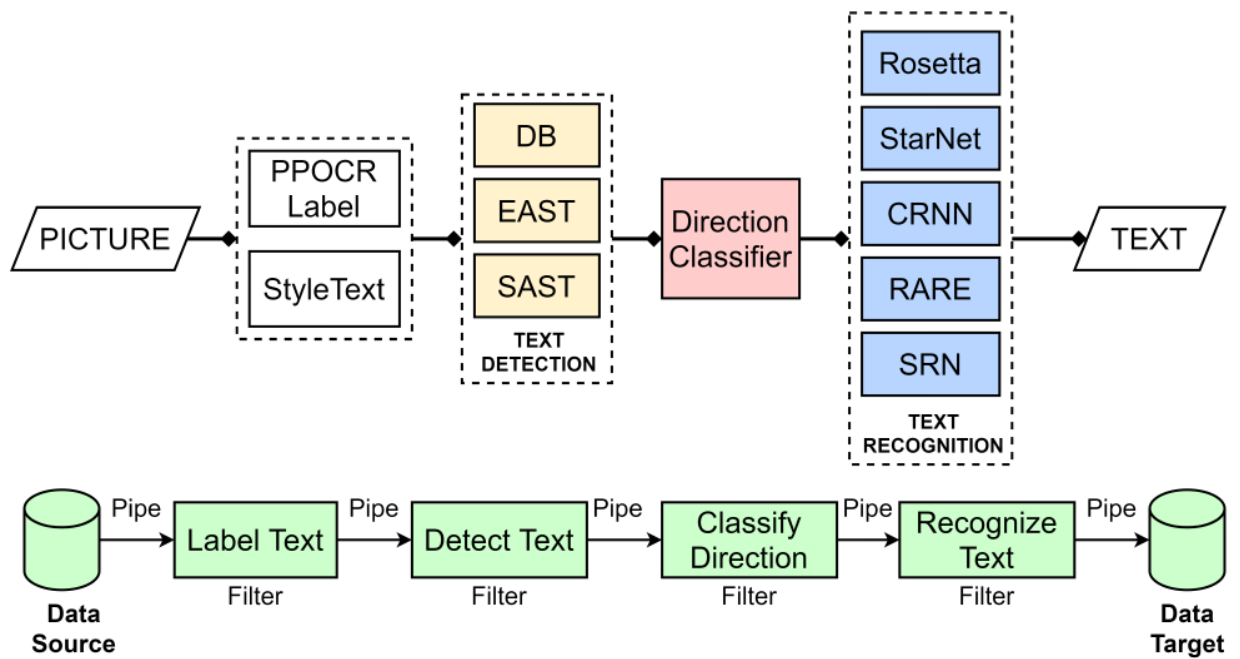 PICTURE
PPOCR
Label
StyleText
DB
EAST
SAST
TEXT
DETECTION
Direction
Classifier
Rosetta
StarNet
CRNN
RARE
SRN
TEXT
RECOGNITION
TEXT
Data
Source
Pipe
Label Text
Filter
Pipe
Detect Text
Filter
Pipe
Classify
Direction
Filter
Pipe
Recognize
Text
Filter
Pipe
Data
Target